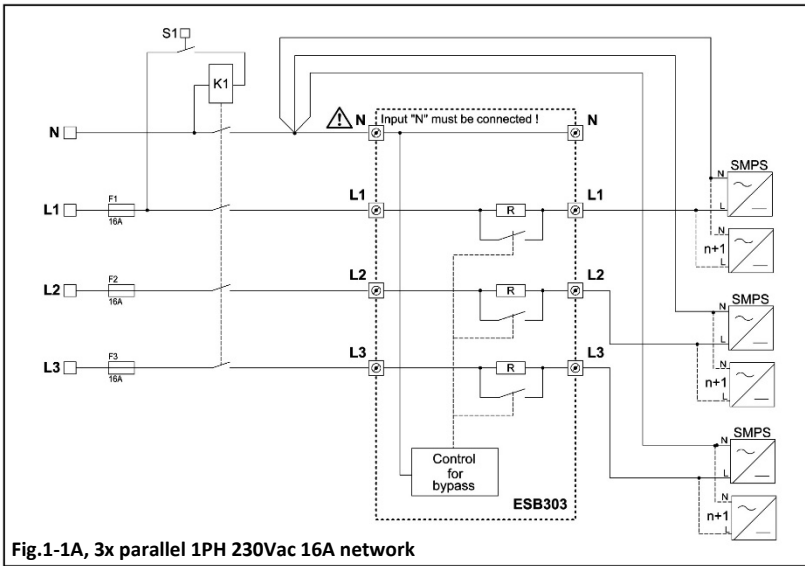 S1
K1
N
N
Input "N" must be connected !
N
SMPS
N
L
L1
F1
16A
L1
R
L1
N
n+1
L
L2
F2
16A
L2
R
L2
SMPS
N
L
N
n+1
L
L3
F3
16A
L3
R
L3
SMPS
N
L
N
n+1
L
Control
for
bypass
ESB303
Fig.1-1A, 3x parallel 1PH 230Vac 16A network